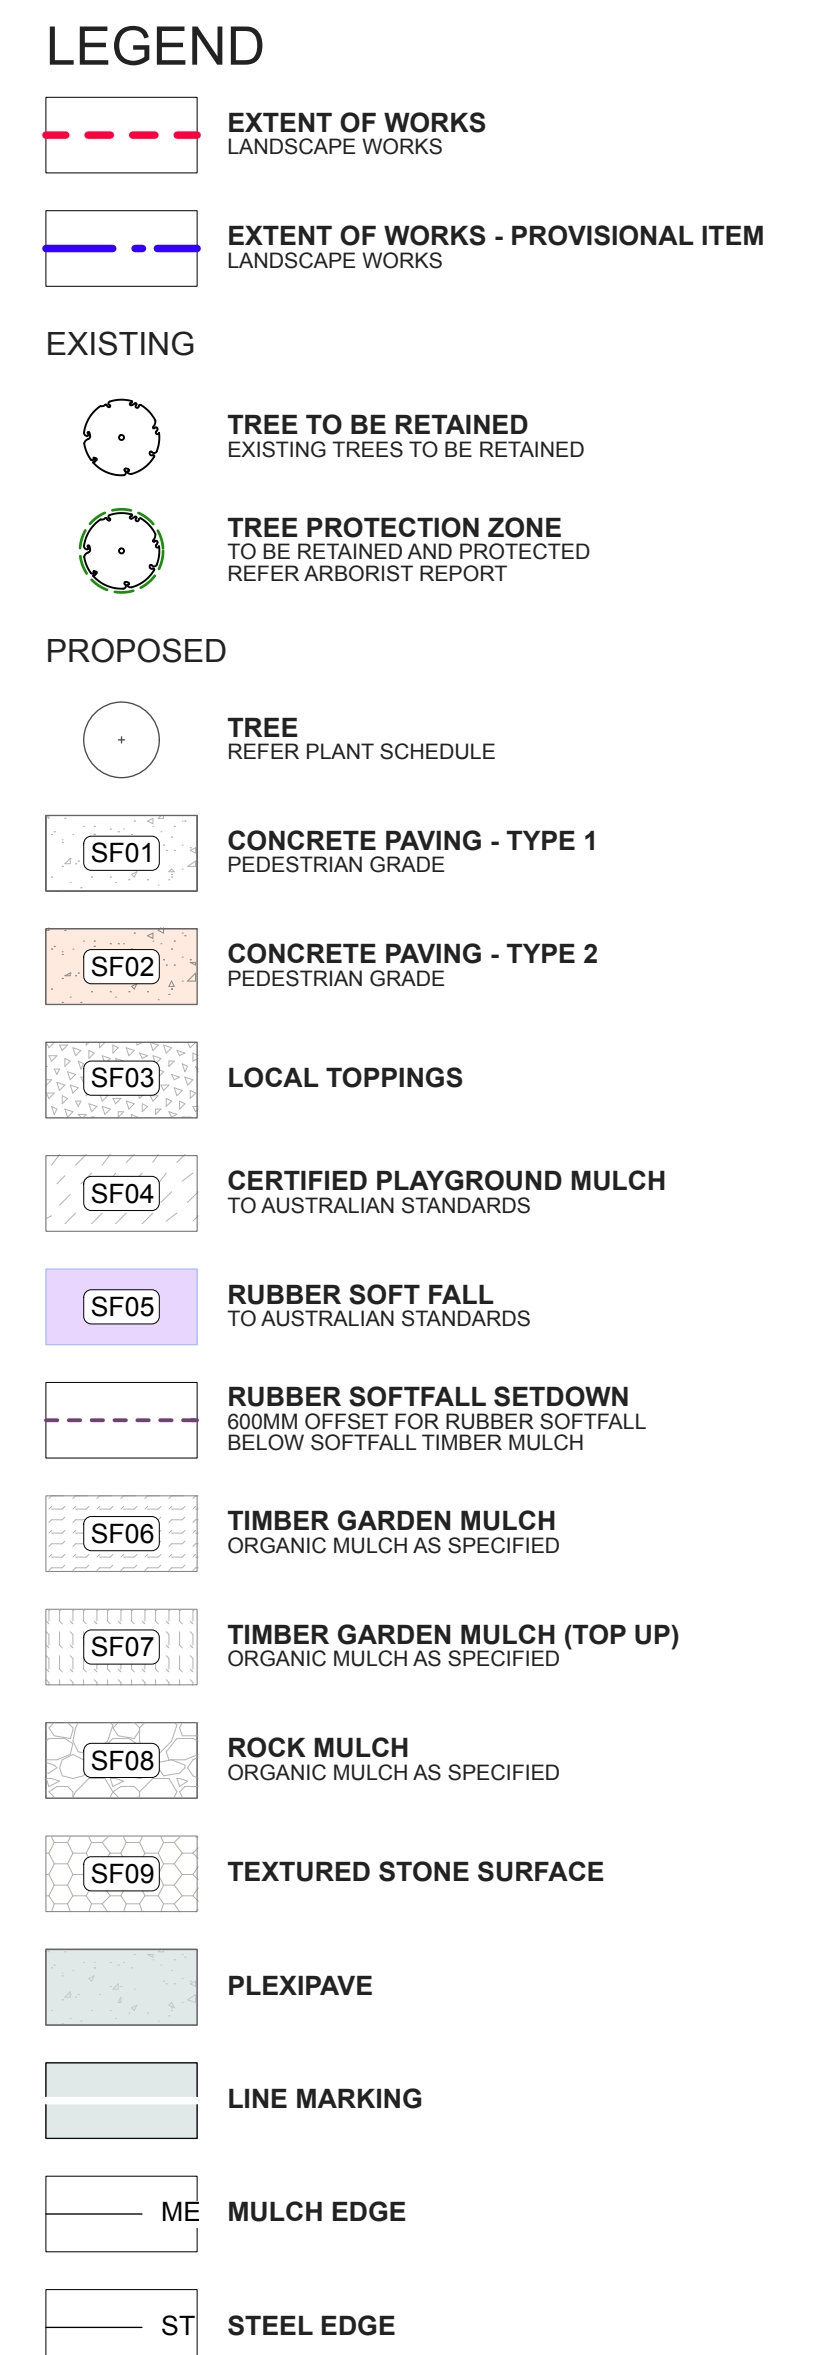 LEGEND
EXTENT OF WORKS
LANDSCAPE WORKS
EXTENT OF WORKS - PROVISIONAL ITEM
LANDSCAPE WORKS
EXISTING
TREE TO BE RETAINED
EXISTING TREES TO BE RETAINED
TREE PROTECTION ZONE
TO BE RETAINED AND PROTECTED
REFER ARBORIST REPORT
PROPOSED
TREE
REFER PLANT SCHEDULE
SF01
CONCRETE PAVING - TYPE 1
PEDESTRIAN GRADE
SF02
CONCRETE PAVING - TYPE 2
PEDESTRIAN GRADE
SF03
LOCAL TOPPINGS
SF04
CERTIFIED PLAYGROUND MULCH
TO AUSTRALIAN STANDARDS
SF05
RUBBER SOFT FALL
TO AUSTRALIAN STANDARDS
RUBBER SOFTFALL SETDOWN
600MM OFFSET FOR RUBBER SOFTFALL
BELOW SOFTFALL TIMBER MULCH
SF06
TIMBER GARDEN MULCH
ORGANIC MULCH AS SPECIFIED
SF07
TIMBER GARDEN MULCH (TOP UP)
ORGANIC MULCH AS SPECIFIED
SF08
ROCK MULCH
ORGANIC MULCH AS SPECIFIED
SF09
TEXTURED STONE SURFACE
PLEXIPAVE
LINE MARKING
ME
MULCH EDGE
ST
STEEL EDGE